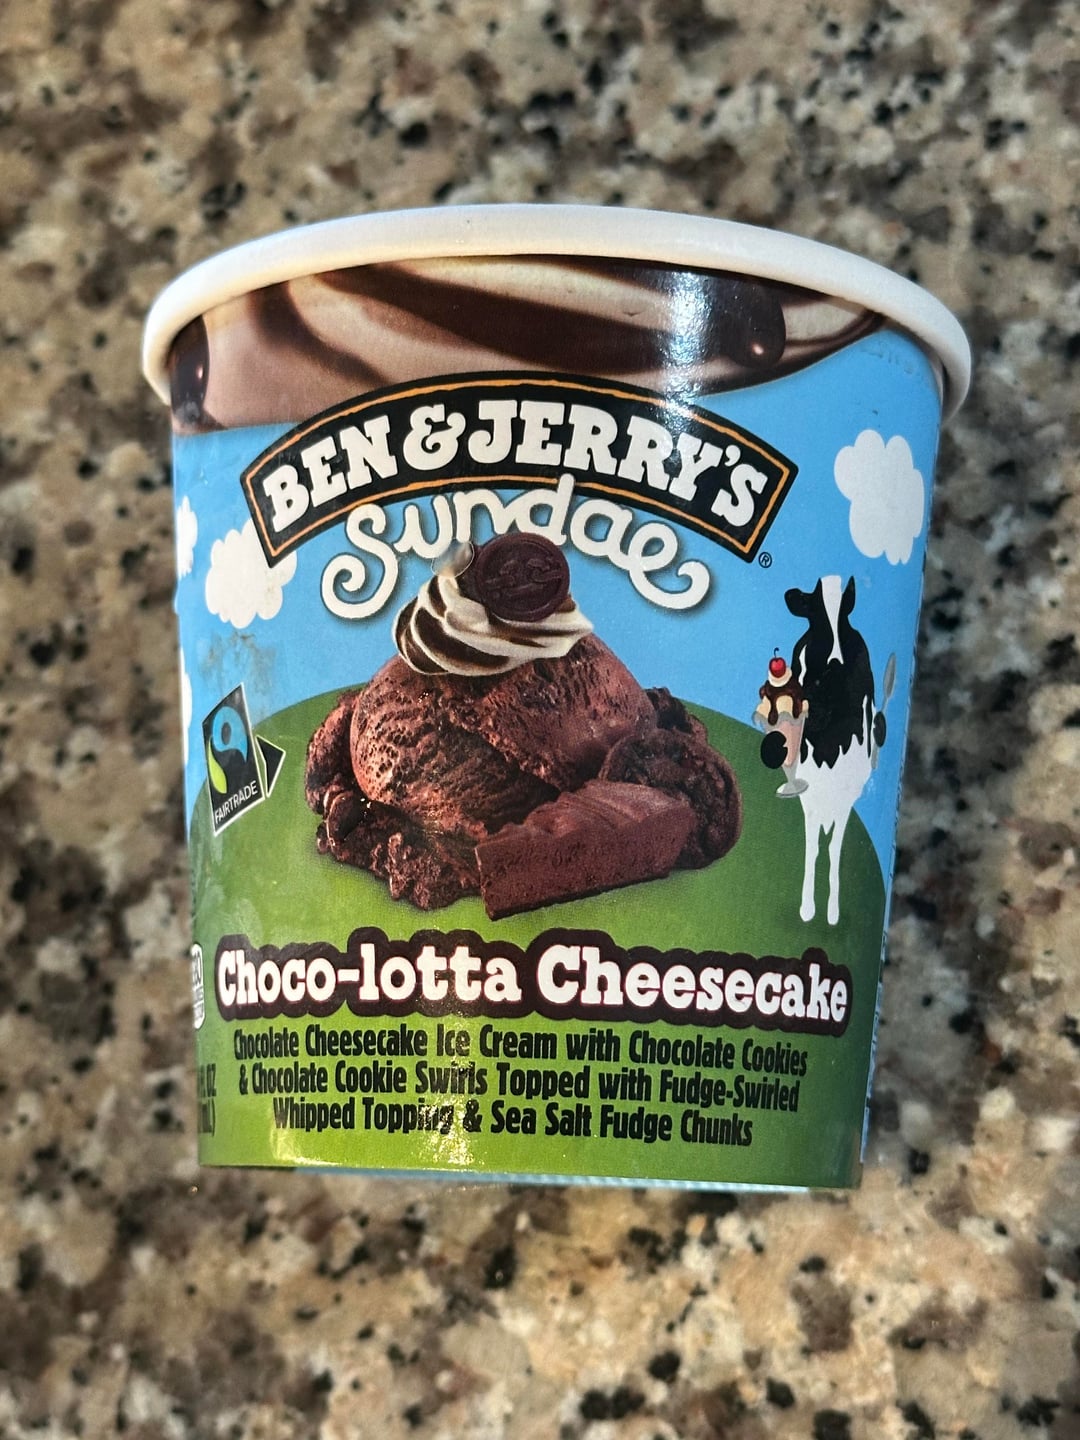 BEN & JERRY'S
Sundae
®
FAIRTRADE
Choco-lotta Cheesecake
Chocolate Cheesecake Ice Cream with Chocolate Cookies
& Chocolate Cookie Swirls Topped with Fudge-Swirled
Whipped Topping & Sea Salt Fudge Chunks